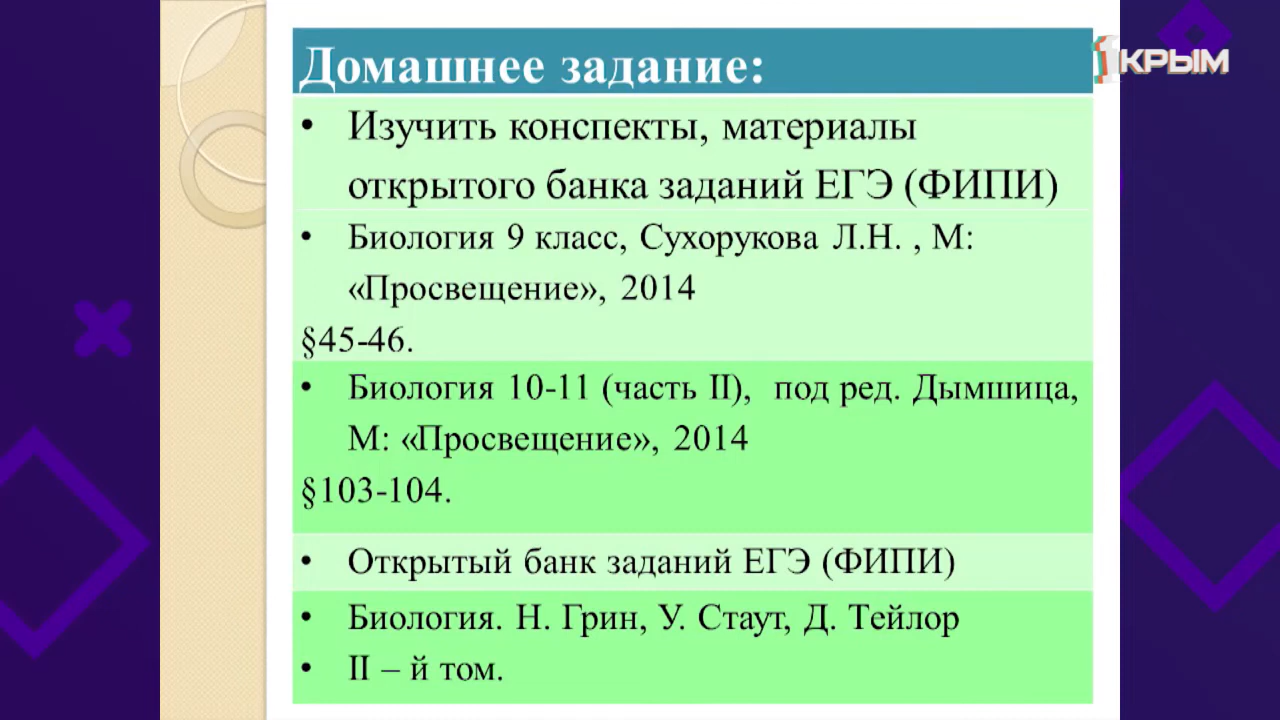 Домашнее задание:
КРЫМ
• Изучить конспекты, материалы
открытого банка заданий ЕГЭ (ФИПИ)
• Биология 9 класс, Сухорукова Л.Н. , М:
«Просвещение», 2014
§45-46.
• Биология 10-11 (часть II), под ред. Дымшица,
М: «Просвещение», 2014
§103-104.
• Открытый банк заданий ЕГЭ (ФИПИ)
• Биология. Н. Грин, У. Стаут, Д. Тейлор
• II – й том.